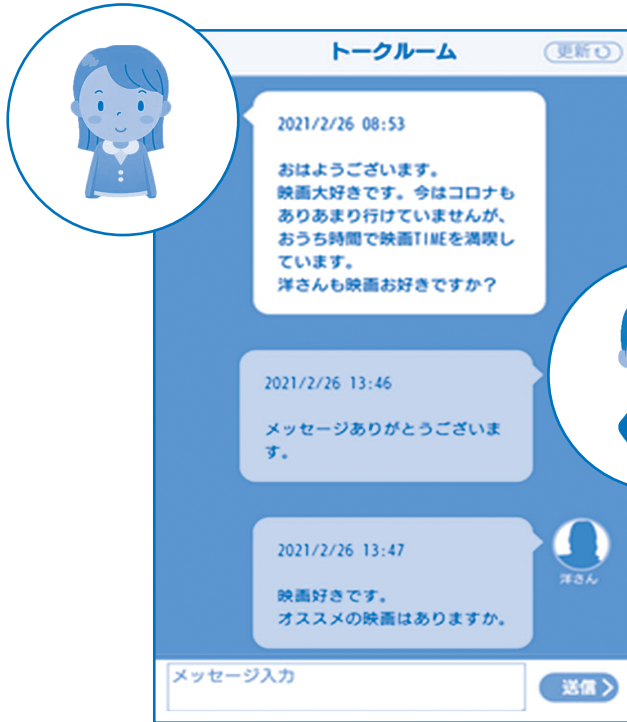 トークルーム
更新
2021/2/26 08:53
おはようございます。
映画大好きです。今はコロナも
ありあまり行けていませんが、
おうち時間で映画TIMEを満喫し
ています。
洋さんも映画お好きですか？
2021/2/26 13:46
メッセージありがとうございま
す。
2021/2/26 13:47
映画好きです。
オススメの映画はありますか。
洋さん
メッセージ入力
送信